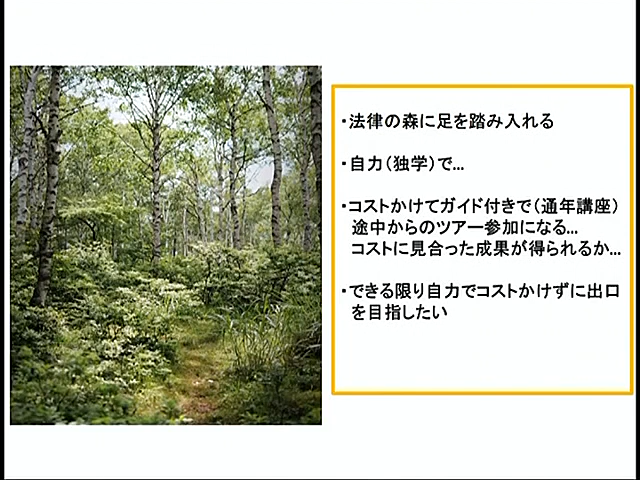 ・法律の森に足を踏み入れる
・自力(独学)で…
・コストかけてガイド付きで(通年講座)
途中からのツアー参加になる…
コストに見合った成果が得られるか…
・できる限り自力でコストかけずに出口
を目指したい